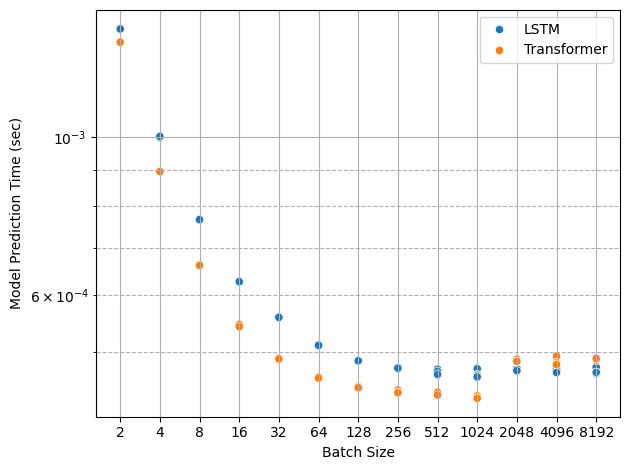 LSTM
Transformer
10⁻³
6 × 10⁻⁴
Model Prediction Time (sec)
2 4 8 16 32 64 128 256 512 1024 2048 4096 8192
Batch Size